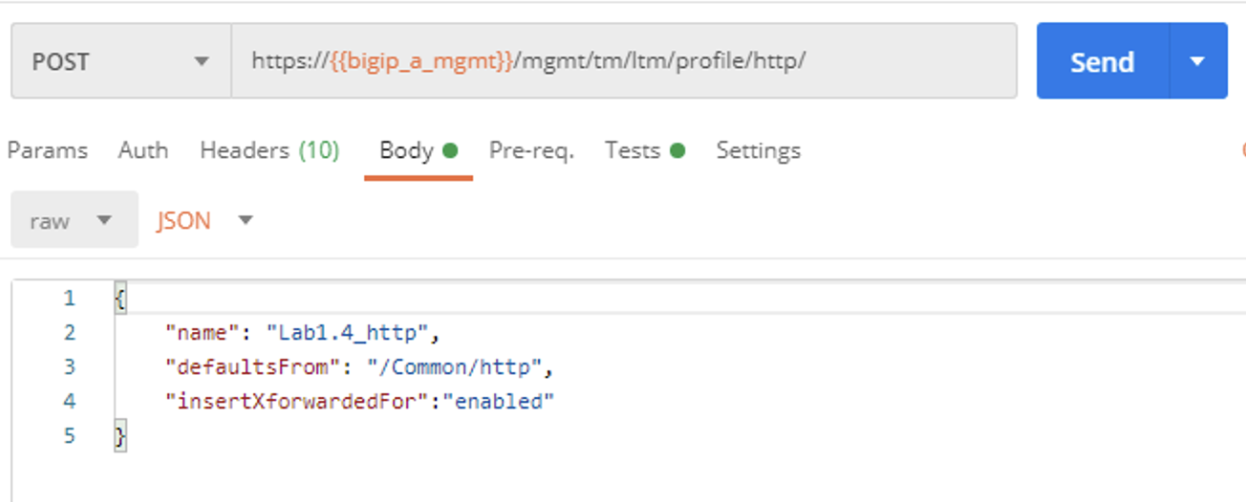 POST https://{{bigip_a_mgmt}}/mgmt/tm/ltm/profile/http/ Send
Params Auth Headers (10) Body Pre-req. Tests Settings
raw JSON
1 {
2 "name": "Lab1.4_http",
3 "defaultsFrom": "/Common/http",
4 "insertXforwardedFor":"enabled"
5 }